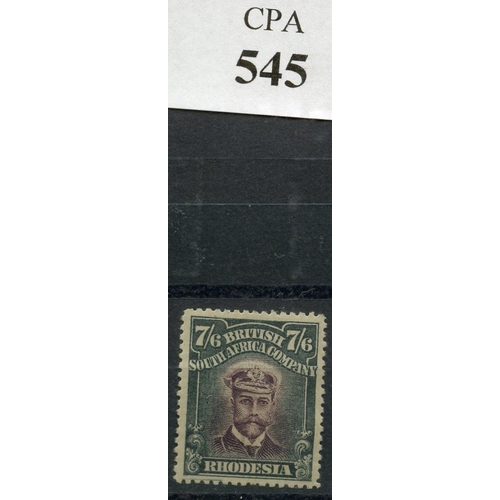 CPA
545
7/6 BRITISH 7/6
SOUTH AFRICA COMPANY
RHODESIA